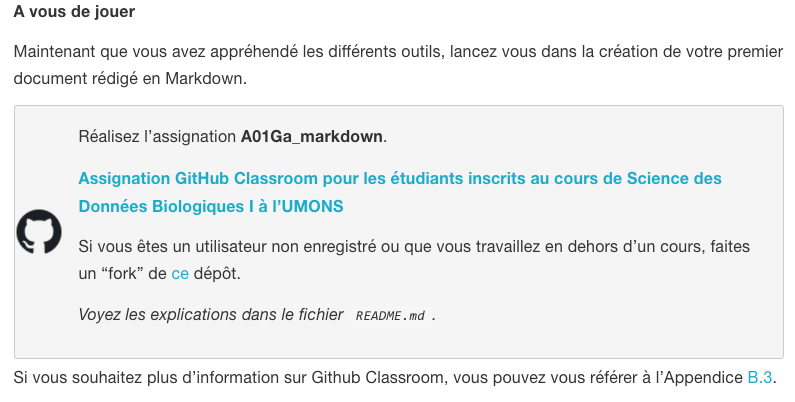 A vous de jouer
Maintenant que vous avez appréhendé les différents outils, lancez vous dans la création de votre premier
document rédigé en Markdown.
Réalisez l’assignation A01Ga_markdown.
Assignation GitHub Classroom pour les étudiants inscrits au cours de Science des
Données Biologiques I à l’UMONS
Si vous êtes un utilisateur non enregistré ou que vous travaillez en dehors d’un cours, faites
un “fork” de ce dépôt.
Voyez les explications dans le fichier README.md .
Si vous souhaitez plus d’information sur Github Classroom, vous pouvez vous référer à l’Appendice B.3.